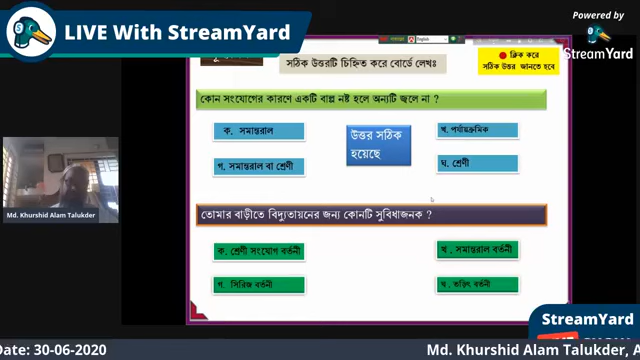 LIVE With StreamYard
Powered by
StreamYard
English
সঠিক উত্তরটি চিহ্নিত করে বোর্ডে লেখঃ
ক্লিক করে
সঠিক উত্তর জানতে হবে
কোন সংযোগের কারণে একটি বাল্ব নষ্ট হলে অন্যটি জ্বলে না ?
ক. সমান্তরাল
খ. পর্যায়ক্রমিক
উত্তর সঠিক
হয়েছে
গ. সমান্তরাল বা শ্রেণী
ঘ. শ্রেণী
Md. Khurshid Alam Talukder
তোমার বাড়ীতে বিদ্যুতায়নের জন্য কোনটি সুবিধাজনক ?
ক. শ্রেণী সংযোগ বর্তনী
খ. সমান্তরাল বর্তনী
গ. সিরিজ বর্তনী
তড়িৎ বর্তনী
StreamYard
Date: 30-06-2020
Md. Khurshid Alam Talukder, A